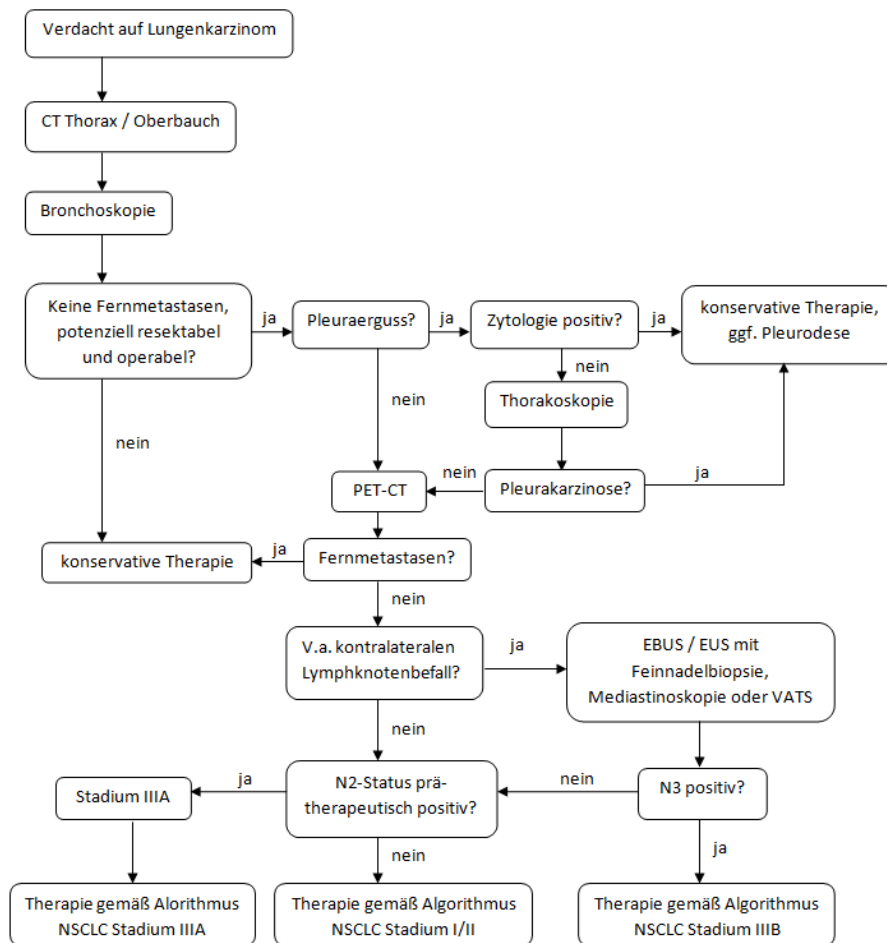 Verdacht auf Lungenkarzinom
CT Thorax / Oberbauch
Bronchoskopie
Keine Fernmetastasen,
potenziell resektabel
und operabel?
ja
Pleuraerguss?
ja
Zytologie positiv?
ja
konservative Therapie,
ggf. Pleurodese
nein
Thorakoskopie
nein
nein
PET-CT
nein
Pleurakarzinose?
ja
konservative Therapie
ja
Fernmetastasen?
nein
V.a. kontralateralen
Lymphknotenbefall?
ja
EBUS / EUS mit
Feinnadelbiopsie,
Mediastinoskopie oder VATS
nein
Stadium IIIA
ja
N2-Status prä-
therapeutisch positiv?
nein
N3 positiv?
nein
ja
Therapie gemäß Alorithmus
NSCLC Stadium IIIA
Therapie gemäß Algorithmus
NSCLC Stadium I/II
Therapie gemäß Algorithmus
NSCLC Stadium IIIB